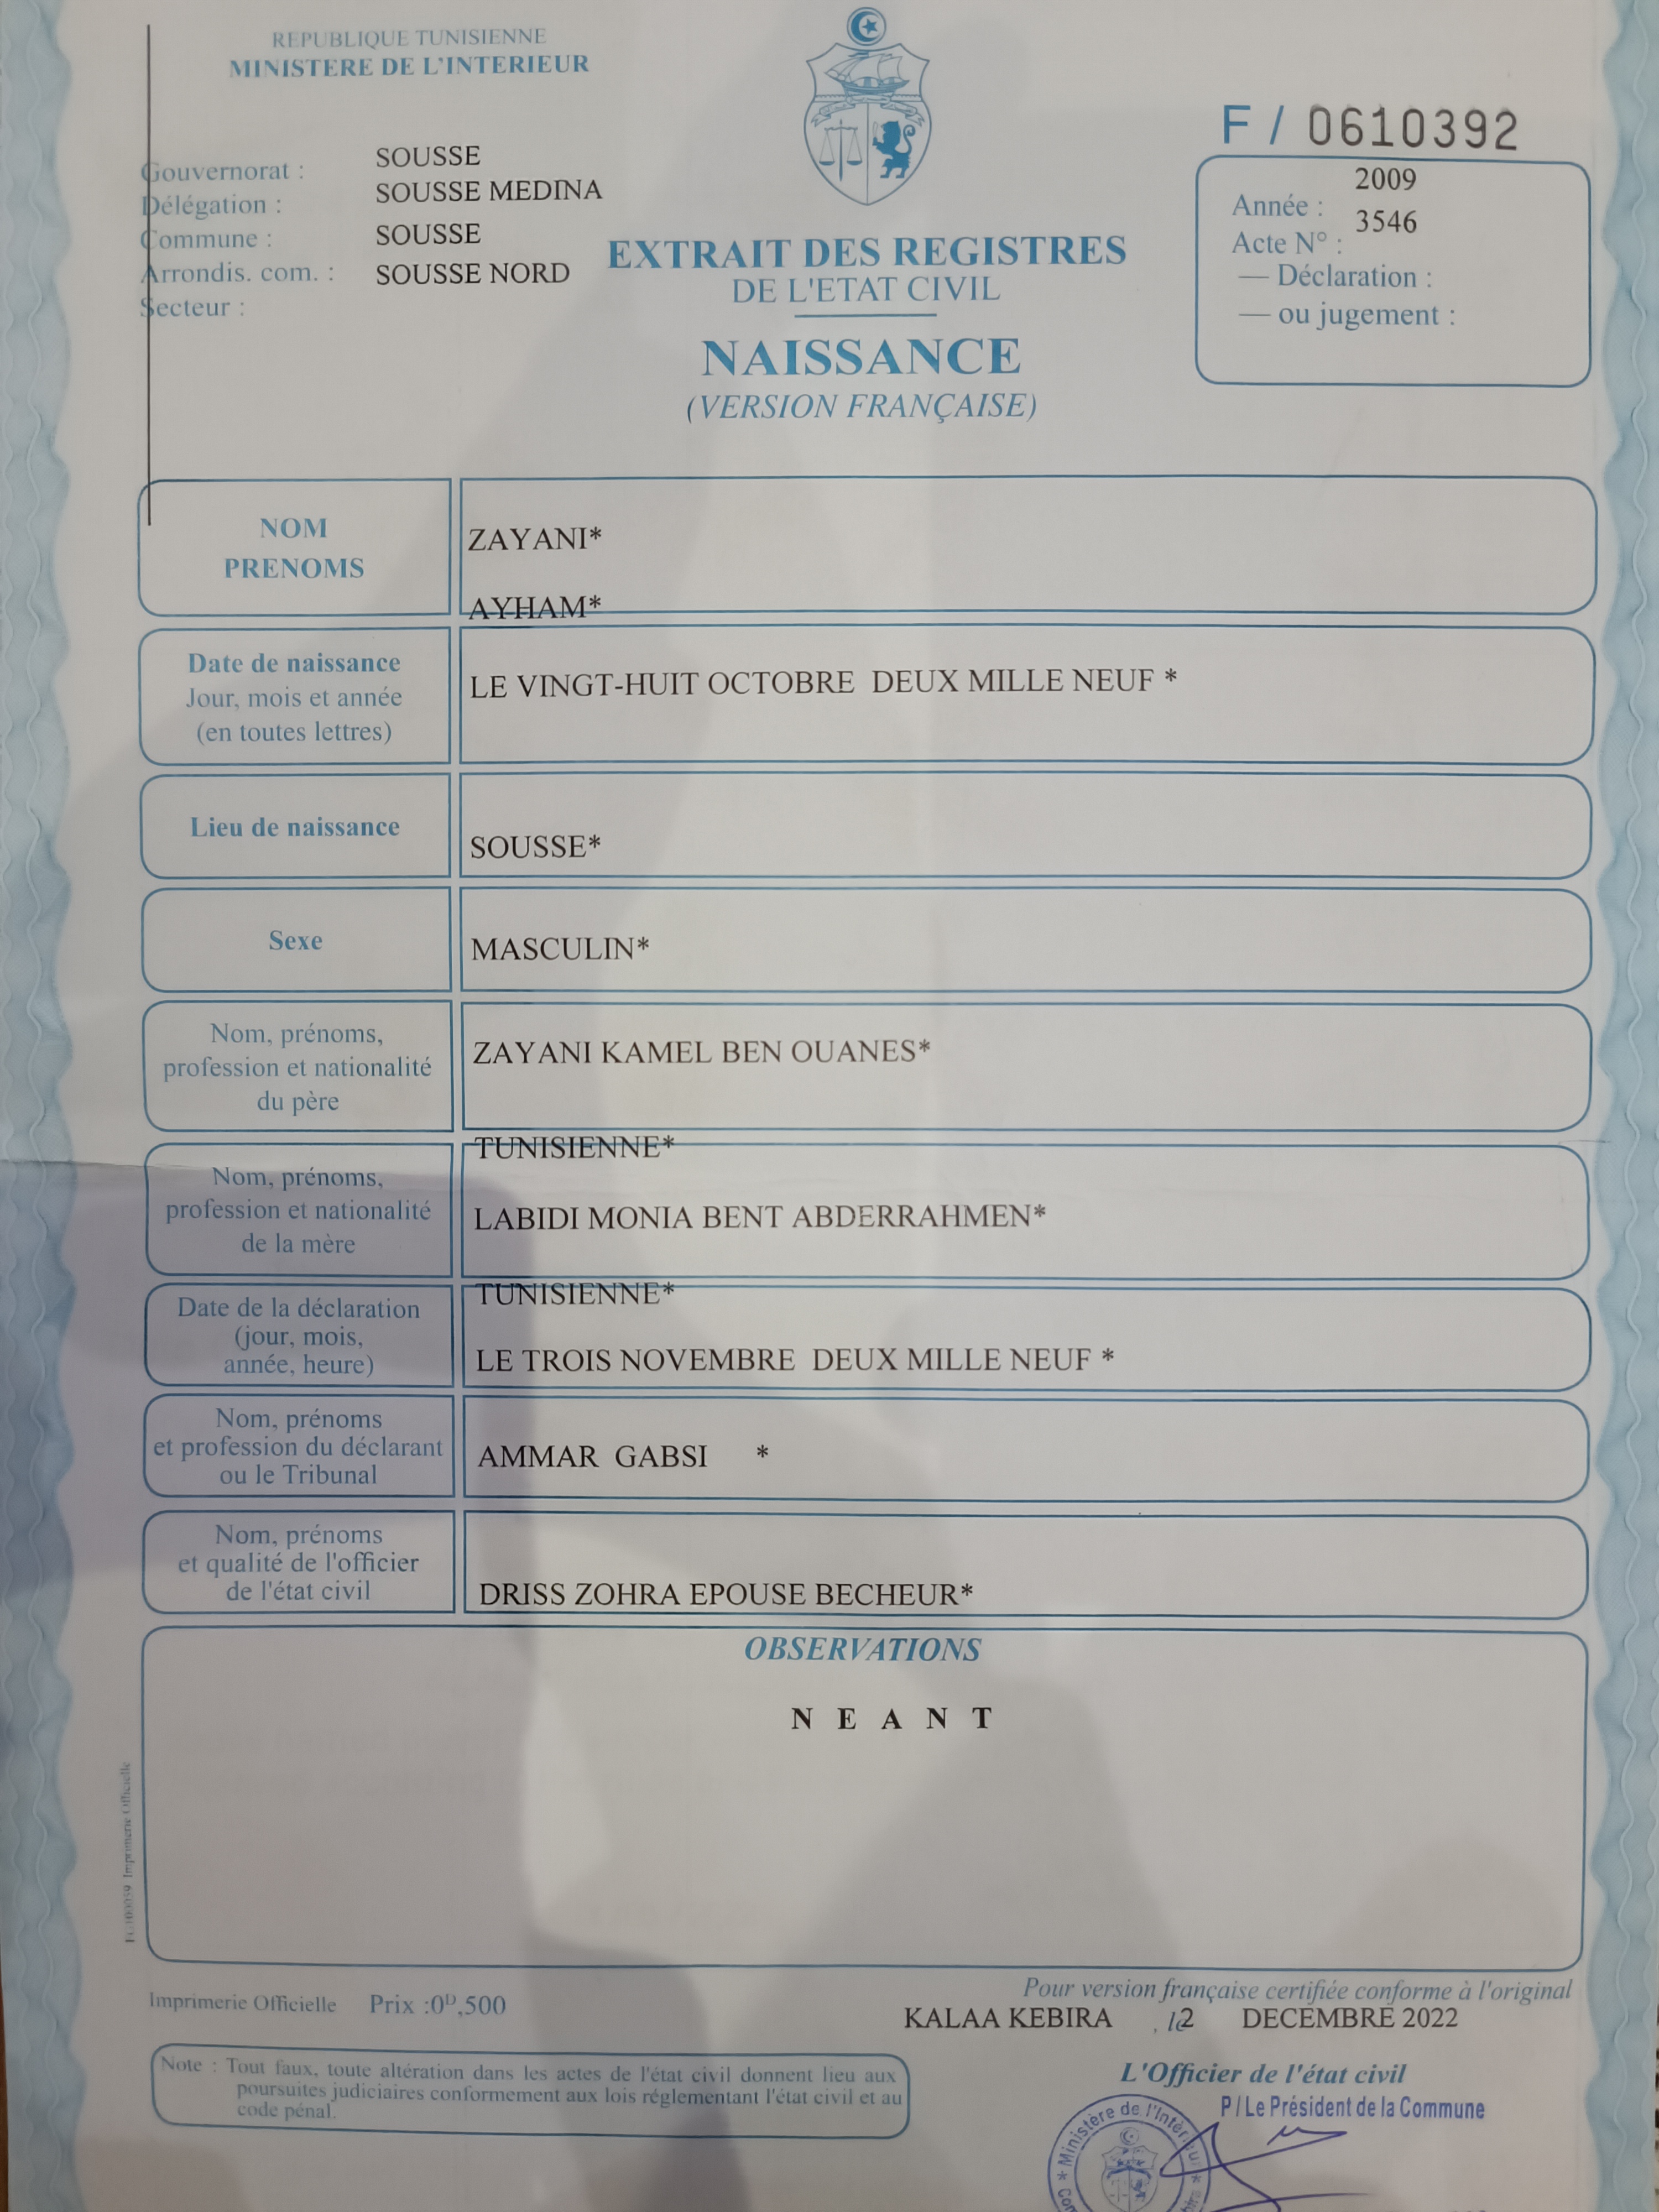 REPUBLIQUE TUNISIENNE
MINISTERE DE L'INTERIEUR
Gouvernorat : SOUSSE
Délégation : SOUSSE MEDINA
Commune : SOUSSE
Arrondis. com. : SOUSSE NORD
Secteur :
EXTRAIT DES REGISTRES
DE L'ETAT CIVIL
NAISSANCE
(VERSION FRANÇAISE)
F / 0610392
Année : 2009
Acte N° : 3546
— Déclaration :
— ou jugement :
NOM
PRENOMS
ZAYANI*
AYHAM*
Date de naissance
Jour, mois et année
(en toutes lettres)
LE VINGT-HUIT OCTOBRE DEUX MILLE NEUF *
Lieu de naissance
SOUSSE*
Sexe
MASCULIN*
Nom, prénoms,
profession et nationalité
du père
ZAYANI KAMEL BEN OUANES*
TUNISIENNE*
Nom, prénoms,
profession et nationalité
de la mère
LABIDI MONIA BENT ABDERRAHMEN*
TUNISIENNE*
Date de la déclaration
(jour, mois,
année, heure)
LE TROIS NOVEMBRE DEUX MILLE NEUF *
Nom, prénoms
et profession du déclarant
ou le Tribunal
AMMAR GABSI *
Nom, prénoms
et qualité de l'officier
de l'état civil
DRISS ZOHRA EPOUSE BECHEUR*
OBSERVATIONS
N E A N T
Imprimerie Officielle
Imprimerie Officielle Prix :0D,500
Pour version française certifiée conforme à l'original
KALAA KEBIRA , le 2 DECEMBRE 2022
Note : Tout faux, toute altération dans les actes de l'état civil donnent lieu aux
poursuites judiciaires conformement aux lois réglementant l'état civil et au
code pénal.
L'Officier de l'état civil
P / Le Président de la Commune
* Ministère de l'Intérieur *